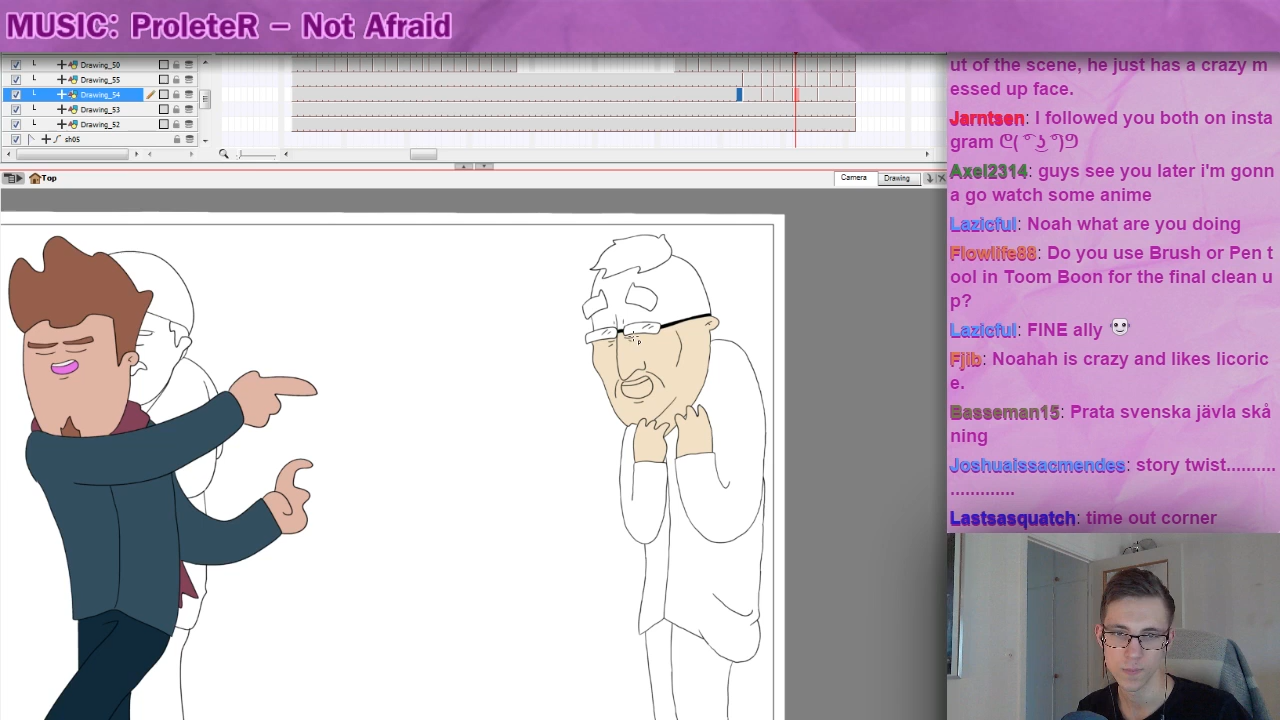 MUSIC: ProleteR – Not Afraid
Drawing_50
Drawing_55
Drawing_54
Drawing_53
Drawing_52
sh05
Top
Camera
Drawing
ut of the scene, he just has a crazy m
essed up face.
Jarntsen: I followed you both on insta
gram ᕦ( ͡° ͜ʖ ͡°)ᕤ
Axel2314: guys see you later i'm gonn
a go watch some anime
Lazicful: Noah what are you doing
Flowlife88: Do you use Brush or Pen t
ool in Toom Boon for the final clean u
p?
Lazicful: FINE ally
Fjib: Noahah is crazy and likes licoric
e.
Basseman15: Prata svenska jävla skå
ning
Joshuaissacmendes: story twist..........
.............
Lastsasquatch: time out corner